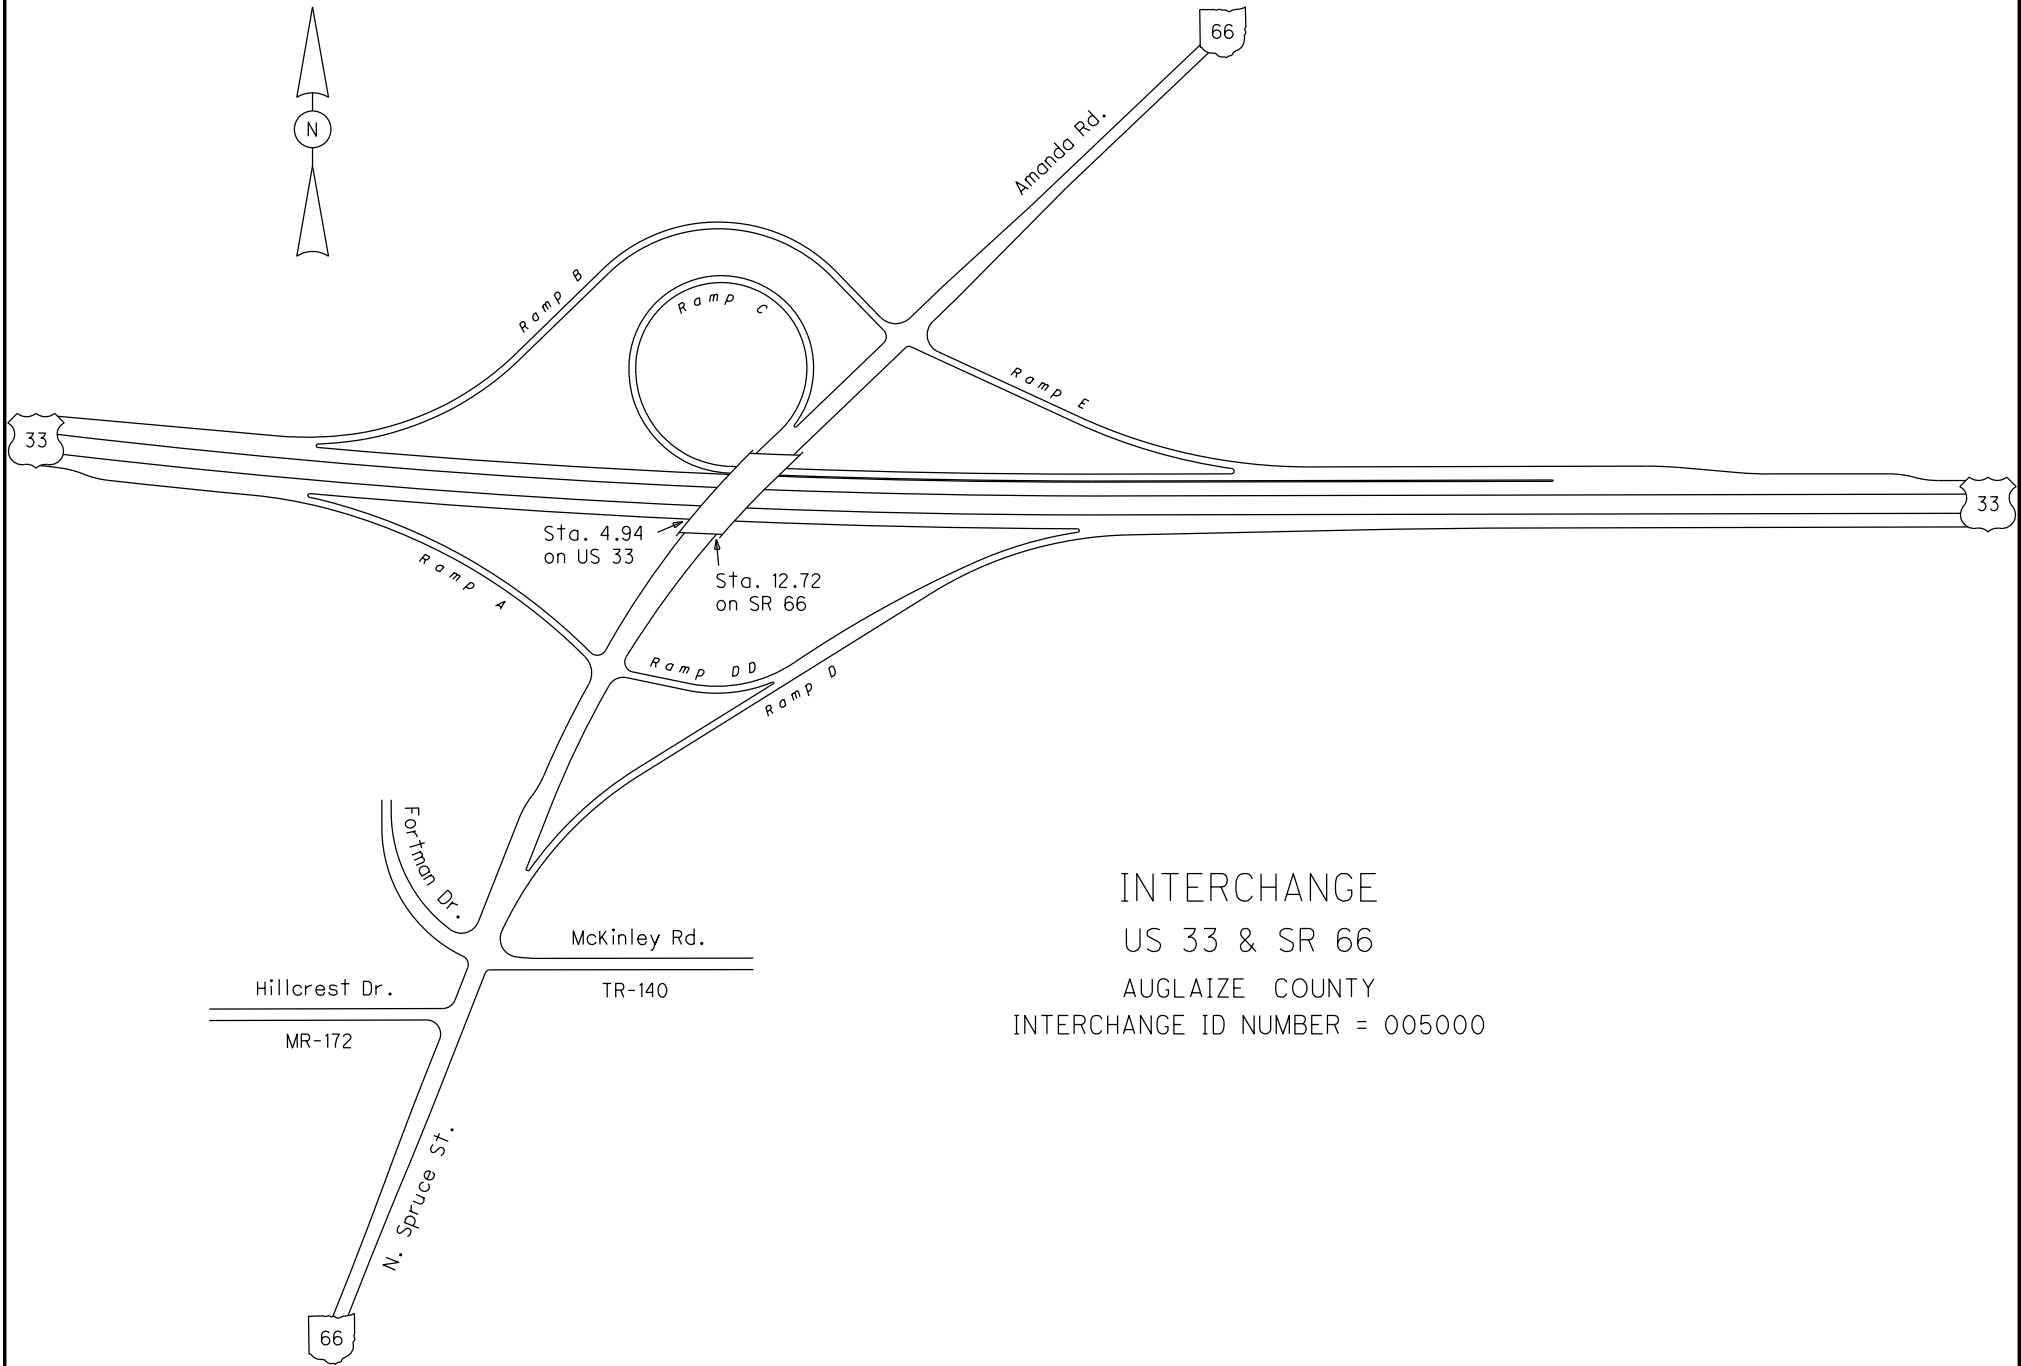 66
N
Amanda Rd.
Ramp B
Ramp C
Ramp E
33
33
Sta. 4.94
on US 33
Sta. 12.72
on SR 66
Ramp A
Ramp DD
Ramp D
Fortman Dr.
McKinley Rd.
TR-140
Hillcrest Dr.
MR-172
N. Spruce St.
66
INTERCHANGE
US 33 & SR 66
AUGLAIZE COUNTY
INTERCHANGE ID NUMBER = 005000